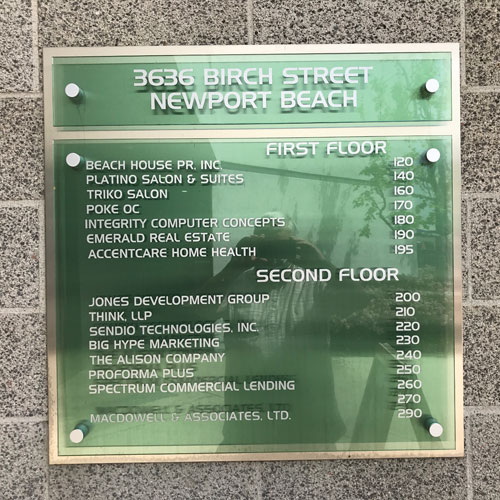 3636 BIRCH STREET
NEWPORT BEACH
FIRST FLOOR
BEACH HOUSE PR, INC. 120
PLATINO SALON & SUITES 140
TRIKO SALON 160
POKE OC 170
INTEGRITY COMPUTER CONCEPTS 180
EMERALD REAL ESTATE 190
ACCENTCARE HOME HEALTH 195
SECOND FLOOR
JONES DEVELOPMENT GROUP 200
THINK, LLP 210
SENDIO TECHNOLOGIES, INC. 220
BIG HYPE MARKETING 230
THE ALISON COMPANY 240
PROFORMA PLUS 250
SPECTRUM COMMERCIAL LENDING 260
270
MACDOWELL & ASSOCIATES, LTD. 290